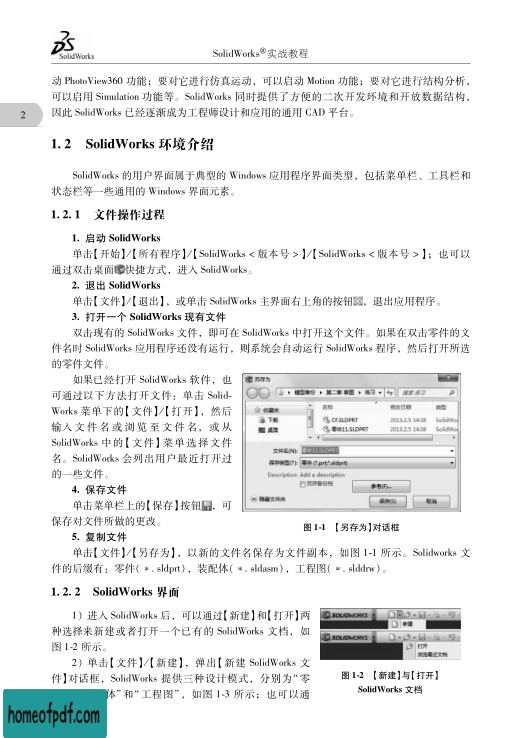 SolidWorks
SolidWorks®实战教程
2
动 PhotoView360 功能；要对它进行仿真运动，可以启动 Motion 功能；要对它进行结构分析，
可以启用 Simulation 功能等。SolidWorks 同时提供了方便的二次开发环境和开放数据结构，
因此 SolidWorks 已经逐渐成为工程师设计和应用的通用 CAD 平台。
1. 2 SolidWorks 环境介绍
SolidWorks 的用户界面属于典型的 Windows 应用程序界面类型，包括菜单栏、工具栏和
状态栏等一些通用的 Windows 界面元素。
1. 2. 1 文件操作过程
1. 启动 SolidWorks
单击【开始】/【所有程序】/【SolidWorks < 版本号 >】/【SolidWorks < 版本号 >】；也可以
通过双击桌面快捷方式，进入 SolidWorks。
2. 退出 SolidWorks
单击【文件】/【退出】，或单击 SolidWorks 主界面右上角的按钮，退出应用程序。
3. 打开一个 SolidWorks 现有文件
双击现有的 SolidWorks 文件，即可在 SolidWorks 中打开这个文件。如果在双击零件的文
件名时 SolidWorks 应用程序还没有运行，则系统会自动运行 SolidWorks 程序，然后打开所选
的零件文件。
如果已经打开 SolidWorks 软件，也
可通过以下方法打开文件：单击 Solid-
Works 菜单下的【文件】/【打开】，然后
输入文件名或浏览至文件名，或从
SolidWorks 中的【文件】菜单选择文件
名。SolidWorks 会列出用户最近打开过
的一些文件。
4. 保存文件
单击菜单栏上的【保存】按钮，可
保存对文件所做的更改。
另存为
模型零件 ▸ 第二章 草图 ▸ 练习
搜索 练习
名称 修改日期 类型
收藏夹
下载 CF.SLDPRT 2013.2.5 14:58 SolidWo
桌面 零件11.SLDPRT 2013.2.5 14:58 SolidWo
文件名(N): 零件11.SLDPRT
保存类型(T): 零件 (*.prt;*.sldprt)
Description: Add a description
另存备份档
参考(F)...
隐藏文件夹 保存(S) 取消
图 1-1 【另存为】对话框
5. 复制文件
单击【文件】/【另存为】，以新的文件名保存为文件副本，如图 1-1 所示。Solidworks 文
件的后缀有：零件(∗. sldprt)，装配体(∗. sldasm)，工程图(∗. slddrw)。
1. 2. 2 SolidWorks 界面
1）进入 SolidWorks 后，可以通过【新建】和【打开】两
种选择来新建或者打开一个已有的 SolidWorks 文档，如
图 1-2 所示。
2）单击【文件】/【新建】，弹出【新建 SolidWorks 文
件】对话框，SolidWorks 提供三种设计模式，分别为“零
体”和“工程图”，如图 1-3 所示；也可以通
SOLIDWORKS
新建
SOLIDWORKS
打开
浏览最近文档
图 1-2 【新建】与【打开】
SolidWorks 文档
homeofpdf.com